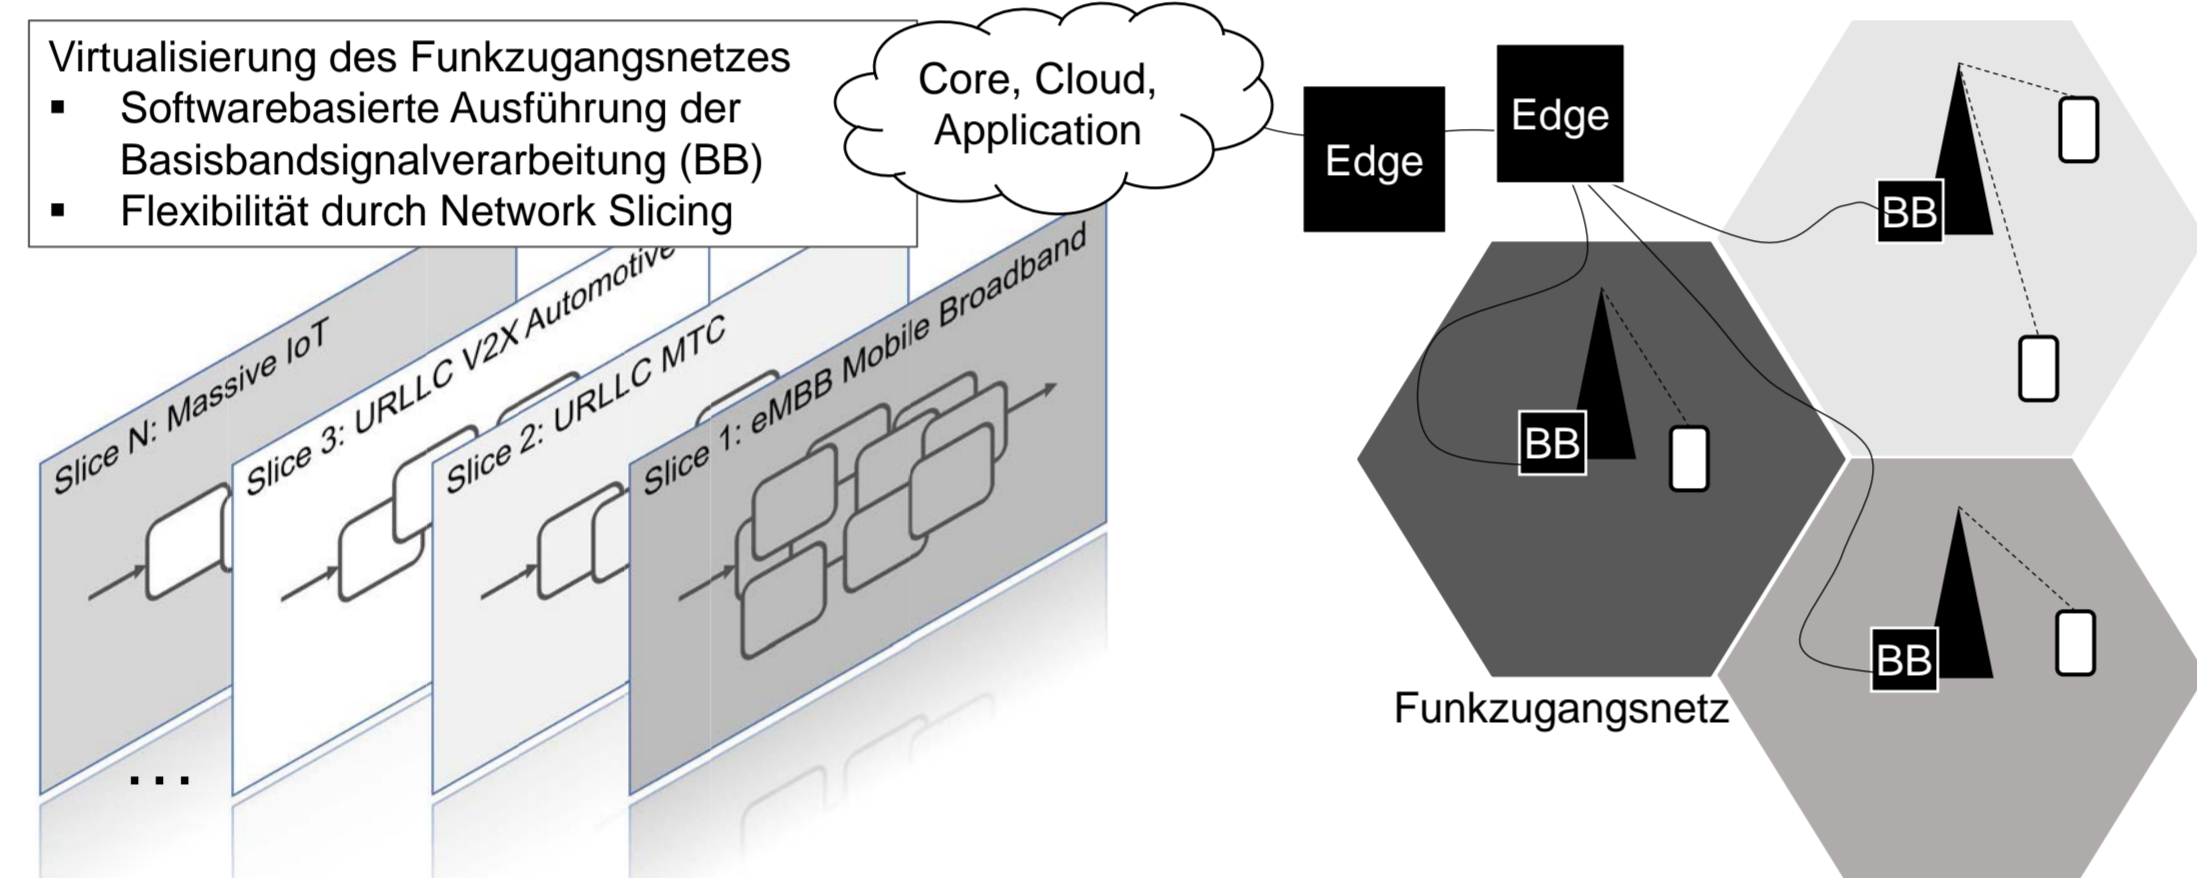 Virtualisierung des Funkzugangsnetzes
▪ Softwarebasierte Ausführung der
Basisbandsignalverarbeitung (BB)
▪ Flexibilität durch Network Slicing
Core, Cloud,
Application
Edge
Edge
BB
BB
BB
Funkzugangsnetz
Slice N: Massive IoT
Slice 3: URLLC V2X Automotive
Slice 2: URLLC MTC
Slice 1: eMBB Mobile Broadband
...